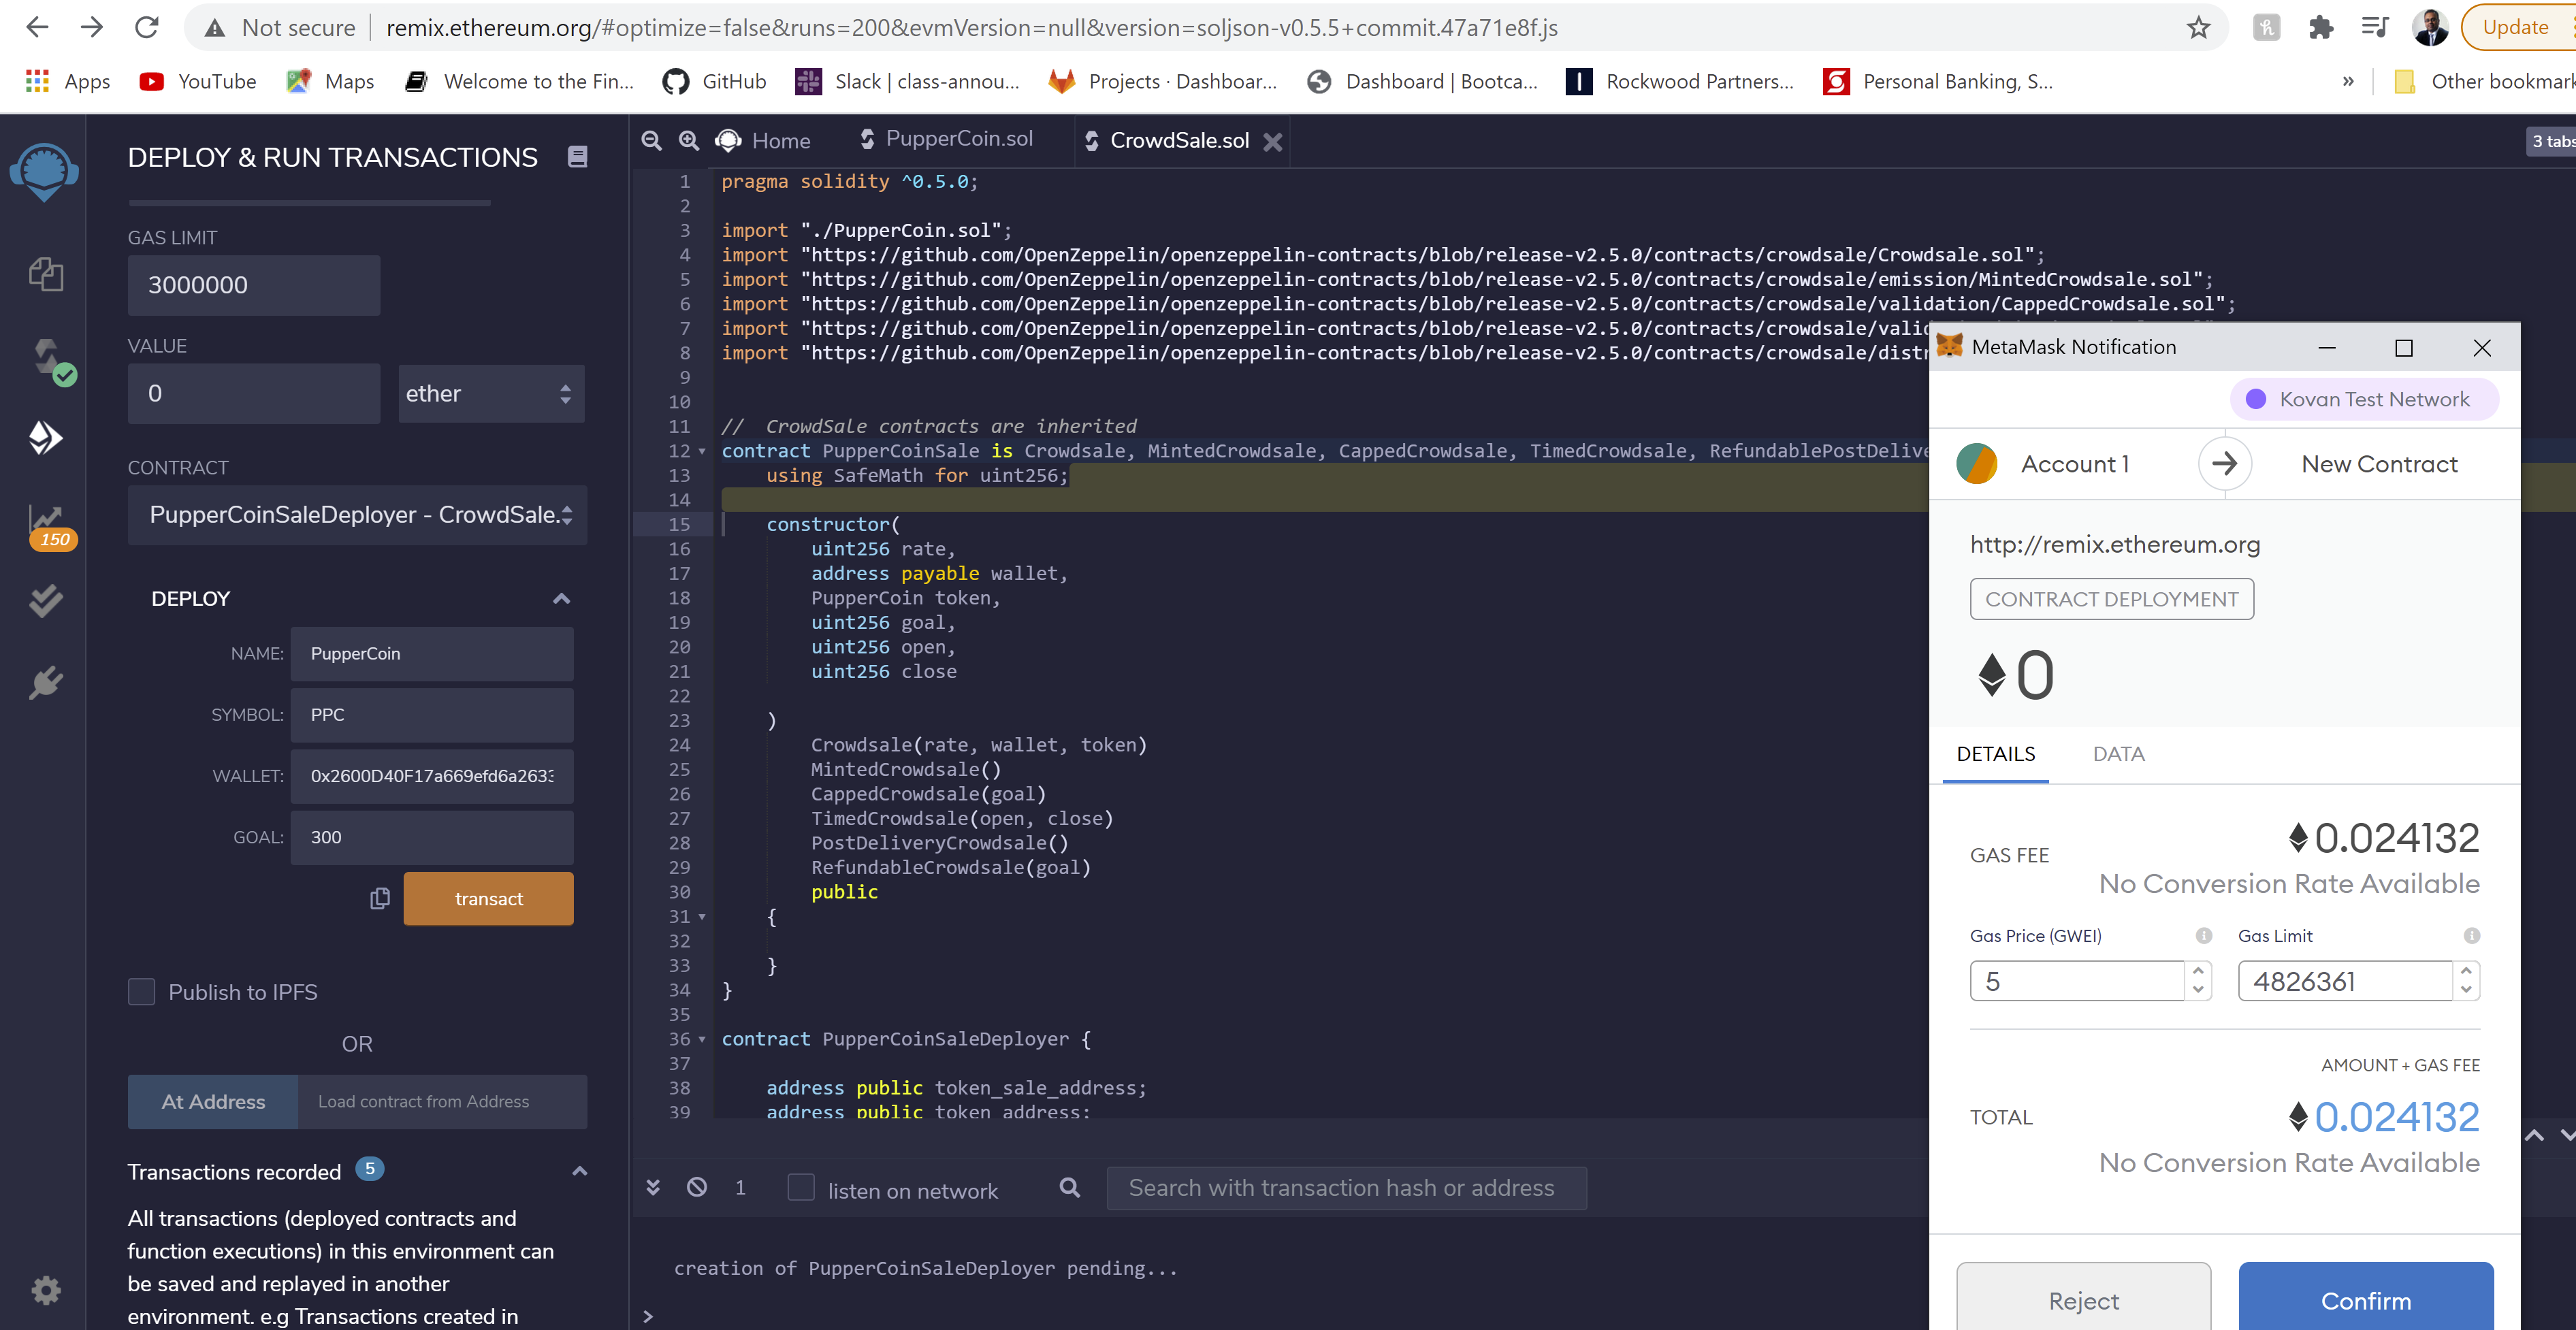 Not secure
remix.ethereum.org/#optimize=false&runs=200&evmVersion=null&version=soljson-v0.5.5+commit.47a71e8f.js
Update
Apps
YouTube
Maps
Welcome to the Fin...
GitHub
Slack | class-annou...
Projects · Dashboar...
Dashboard | Bootca...
Rockwood Partners...
Personal Banking, S...
»
Other bookmark
DEPLOY & RUN TRANSACTIONS
GAS LIMIT
3000000
VALUE
0
ether
CONTRACT
PupperCoinSaleDeployer - CrowdSale.
150
DEPLOY
NAME:
PupperCoin
SYMBOL:
PPC
WALLET:
0x2600D40F17a669efd6a2633
GOAL:
300
transact
Publish to IPFS
OR
At Address
Load contract from Address
Transactions recorded 5
All transactions (deployed contracts and
function executions) in this environment can
be saved and replayed in another
environment. e.g Transactions created in
Home
PupperCoin.sol
CrowdSale.sol
3 tabs
1 pragma solidity ^0.5.0;
2
3 import "./PupperCoin.sol";
4 import "https://github.com/OpenZeppelin/openzeppelin-contracts/blob/release-v2.5.0/contracts/crowdsale/Crowdsale.sol";
5 import "https://github.com/OpenZeppelin/openzeppelin-contracts/blob/release-v2.5.0/contracts/crowdsale/emission/MintedCrowdsale.sol";
6 import "https://github.com/OpenZeppelin/openzeppelin-contracts/blob/release-v2.5.0/contracts/crowdsale/validation/CappedCrowdsale.sol";
7 import "https://github.com/OpenZeppelin/openzeppelin-contracts/blob/release-v2.5.0/contracts/crowdsale/valid
8 import "https://github.com/OpenZeppelin/openzeppelin-contracts/blob/release-v2.5.0/contracts/crowdsale/distr
9
10
11 // CrowdSale contracts are inherited
12 contract PupperCoinSale is Crowdsale, MintedCrowdsale, CappedCrowdsale, TimedCrowdsale, RefundablePostDelive
13 using SafeMath for uint256;
14
15 constructor(
16 uint256 rate,
17 address payable wallet,
18 PupperCoin token,
19 uint256 goal,
20 uint256 open,
21 uint256 close
22
23 )
24 Crowdsale(rate, wallet, token)
25 MintedCrowdsale()
26 CappedCrowdsale(goal)
27 TimedCrowdsale(open, close)
28 PostDeliveryCrowdsale()
29 RefundableCrowdsale(goal)
30 public
31 {
32
33 }
34 }
35
36 contract PupperCoinSaleDeployer {
37
38 address public token_sale_address;
39 address public token_address;
1
listen on network
Search with transaction hash or address
creation of PupperCoinSaleDeployer pending...
>
MetaMask Notification
Kovan Test Network
Account 1
New Contract
http://remix.ethereum.org
CONTRACT DEPLOYMENT
0
DETAILS
DATA
GAS FEE
0.024132
No Conversion Rate Available
Gas Price (GWEI)
Gas Limit
5
4826361
AMOUNT + GAS FEE
TOTAL
0.024132
No Conversion Rate Available
Reject
Confirm